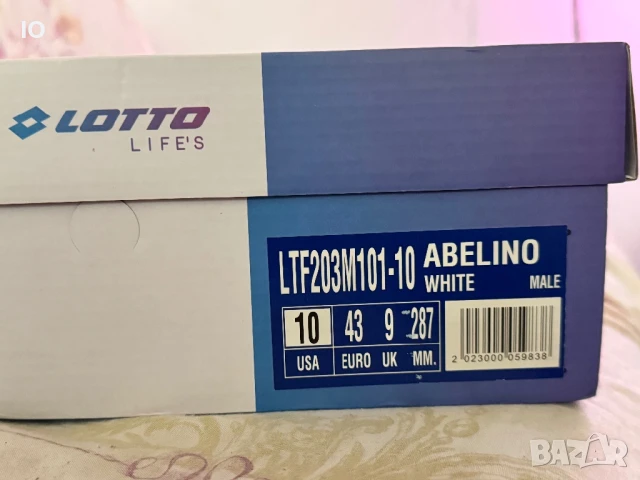 IO
LOTTO
LIFE'S
LTF203M101-10 ABELINO
WHITE MALE
10 43 9 287
USA EURO UK MM.
2 023000 059838
BAZAR